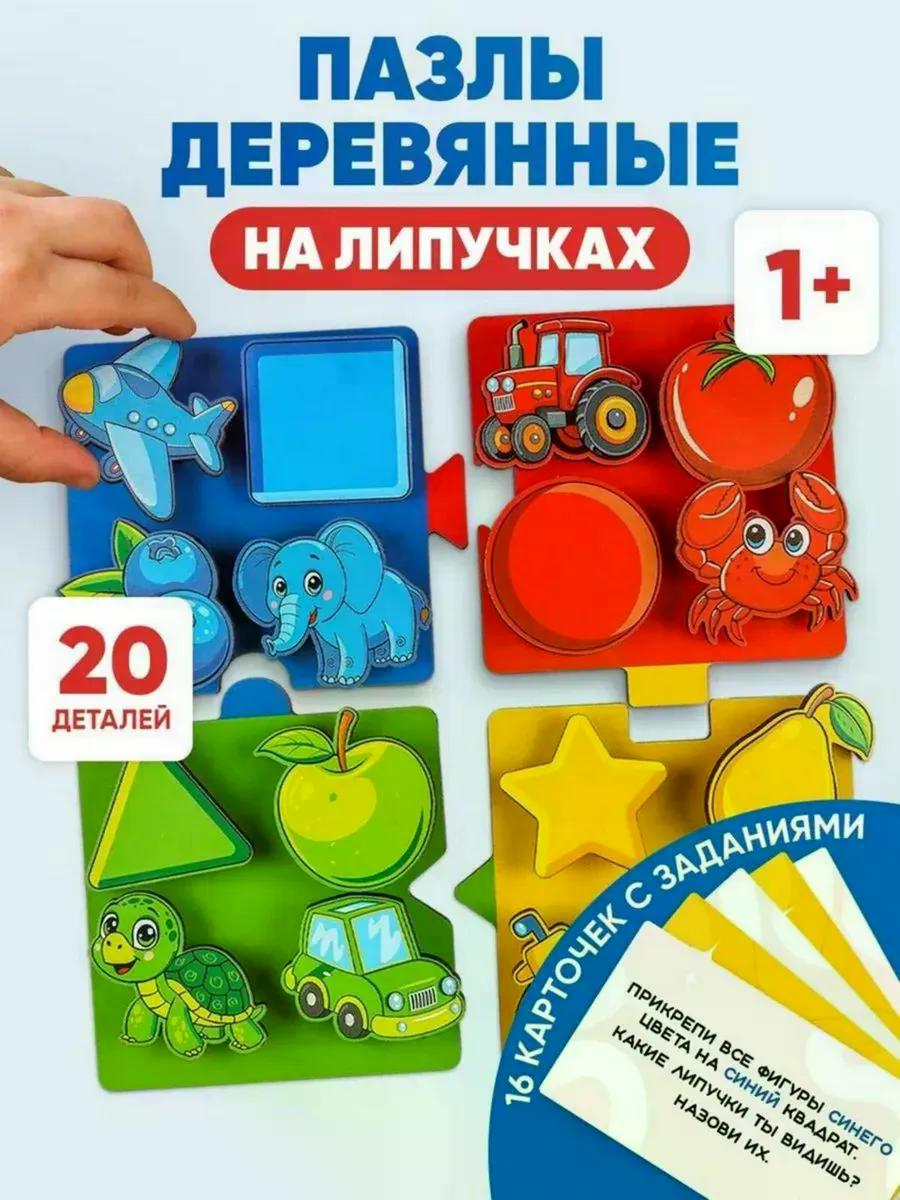 ПАЗЛЫ
ДЕРЕВЯННЫЕ
НА ЛИПУЧКАХ
1+
20
ДЕТАЛЕЙ
16 КАРТОЧЕК С ЗАДАНИЯМИ
ПРИКРЕПИ ВСЕ ФИГУРЫ СИНЕГО
ЦВЕТА НА СИНИЙ КВАДРАТ.
КАКИЕ ЛИПУЧКИ ТЫ ВИДИШЬ?
НАЗОВИ ИХ.